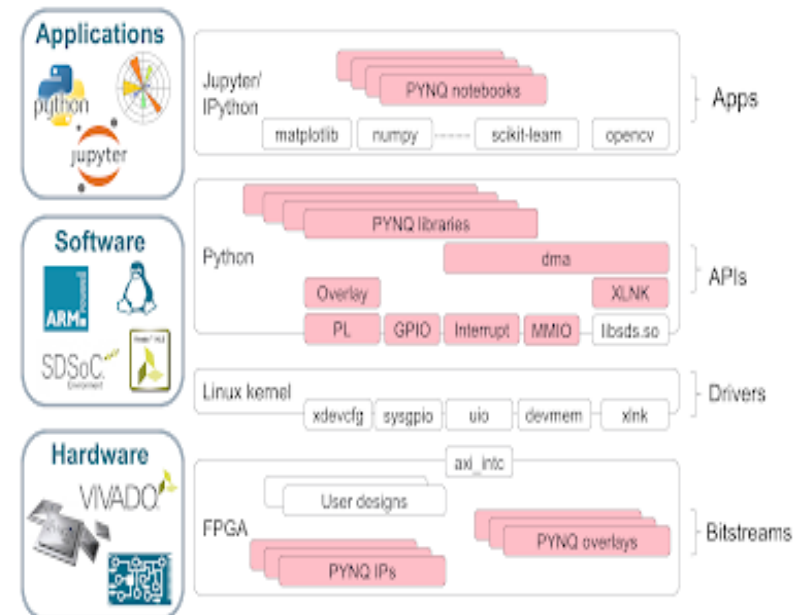 Applications
python
jupyter
Jupyter/
IPython
PYNQ notebooks
matplotlib
numpy
scikit-learn
opencv
Apps
Software
ARM
SDSoC
Python
PYNQ libraries
dma
Overlay
XLNK
PL
GPIO
Interrupt
MMIO
libsds.so
APIs
Linux kernel
xdevcfg
sysgpio
uio
devmem
xlnk
Drivers
Hardware
VIVADO
FPGA
axi_intc
User designs
PYNQ IPs
PYNQ overlays
Bitstreams